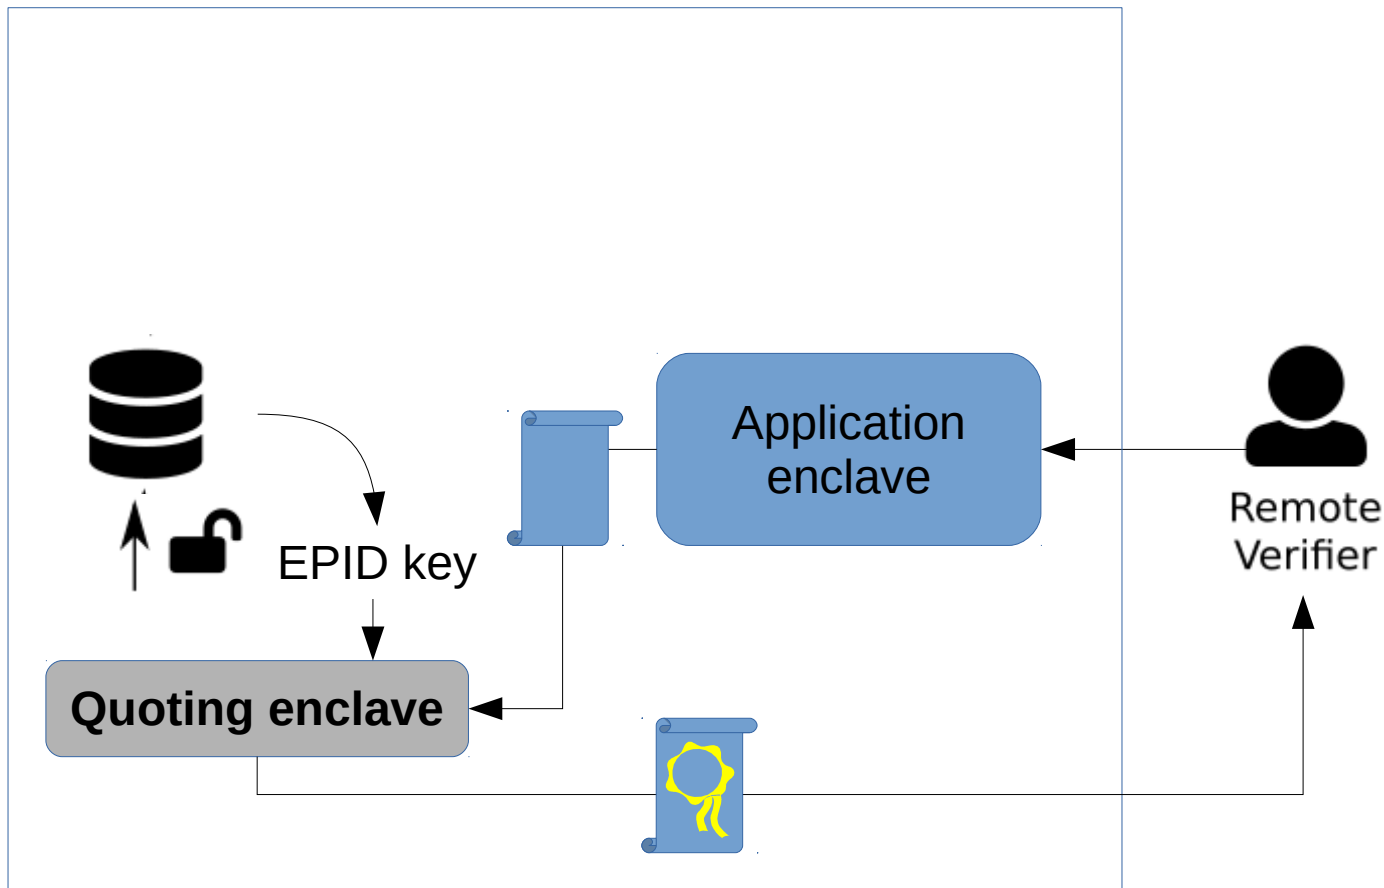 Application
enclave
Remote
Verifier
EPID key
Quoting enclave